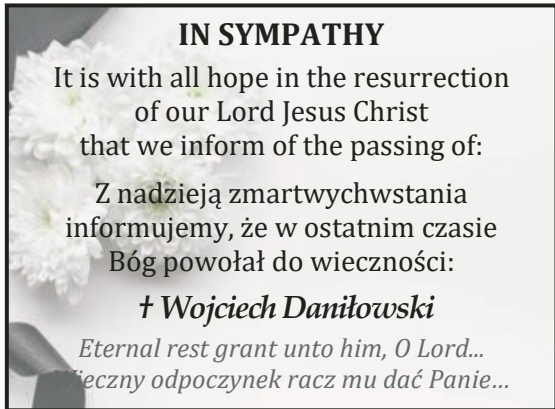 IN SYMPATHY
It is with all hope in the resurrection
of our Lord Jesus Christ
that we inform of the passing of:
Z nadzieją zmartwychwstania
informujemy, że w ostatnim czasie
Bóg powołał do wieczności:
✝ Wojciech Daniłowski
Eternal rest grant unto him, O Lord...
Wieczny odpoczynek racz mu dać Panie...